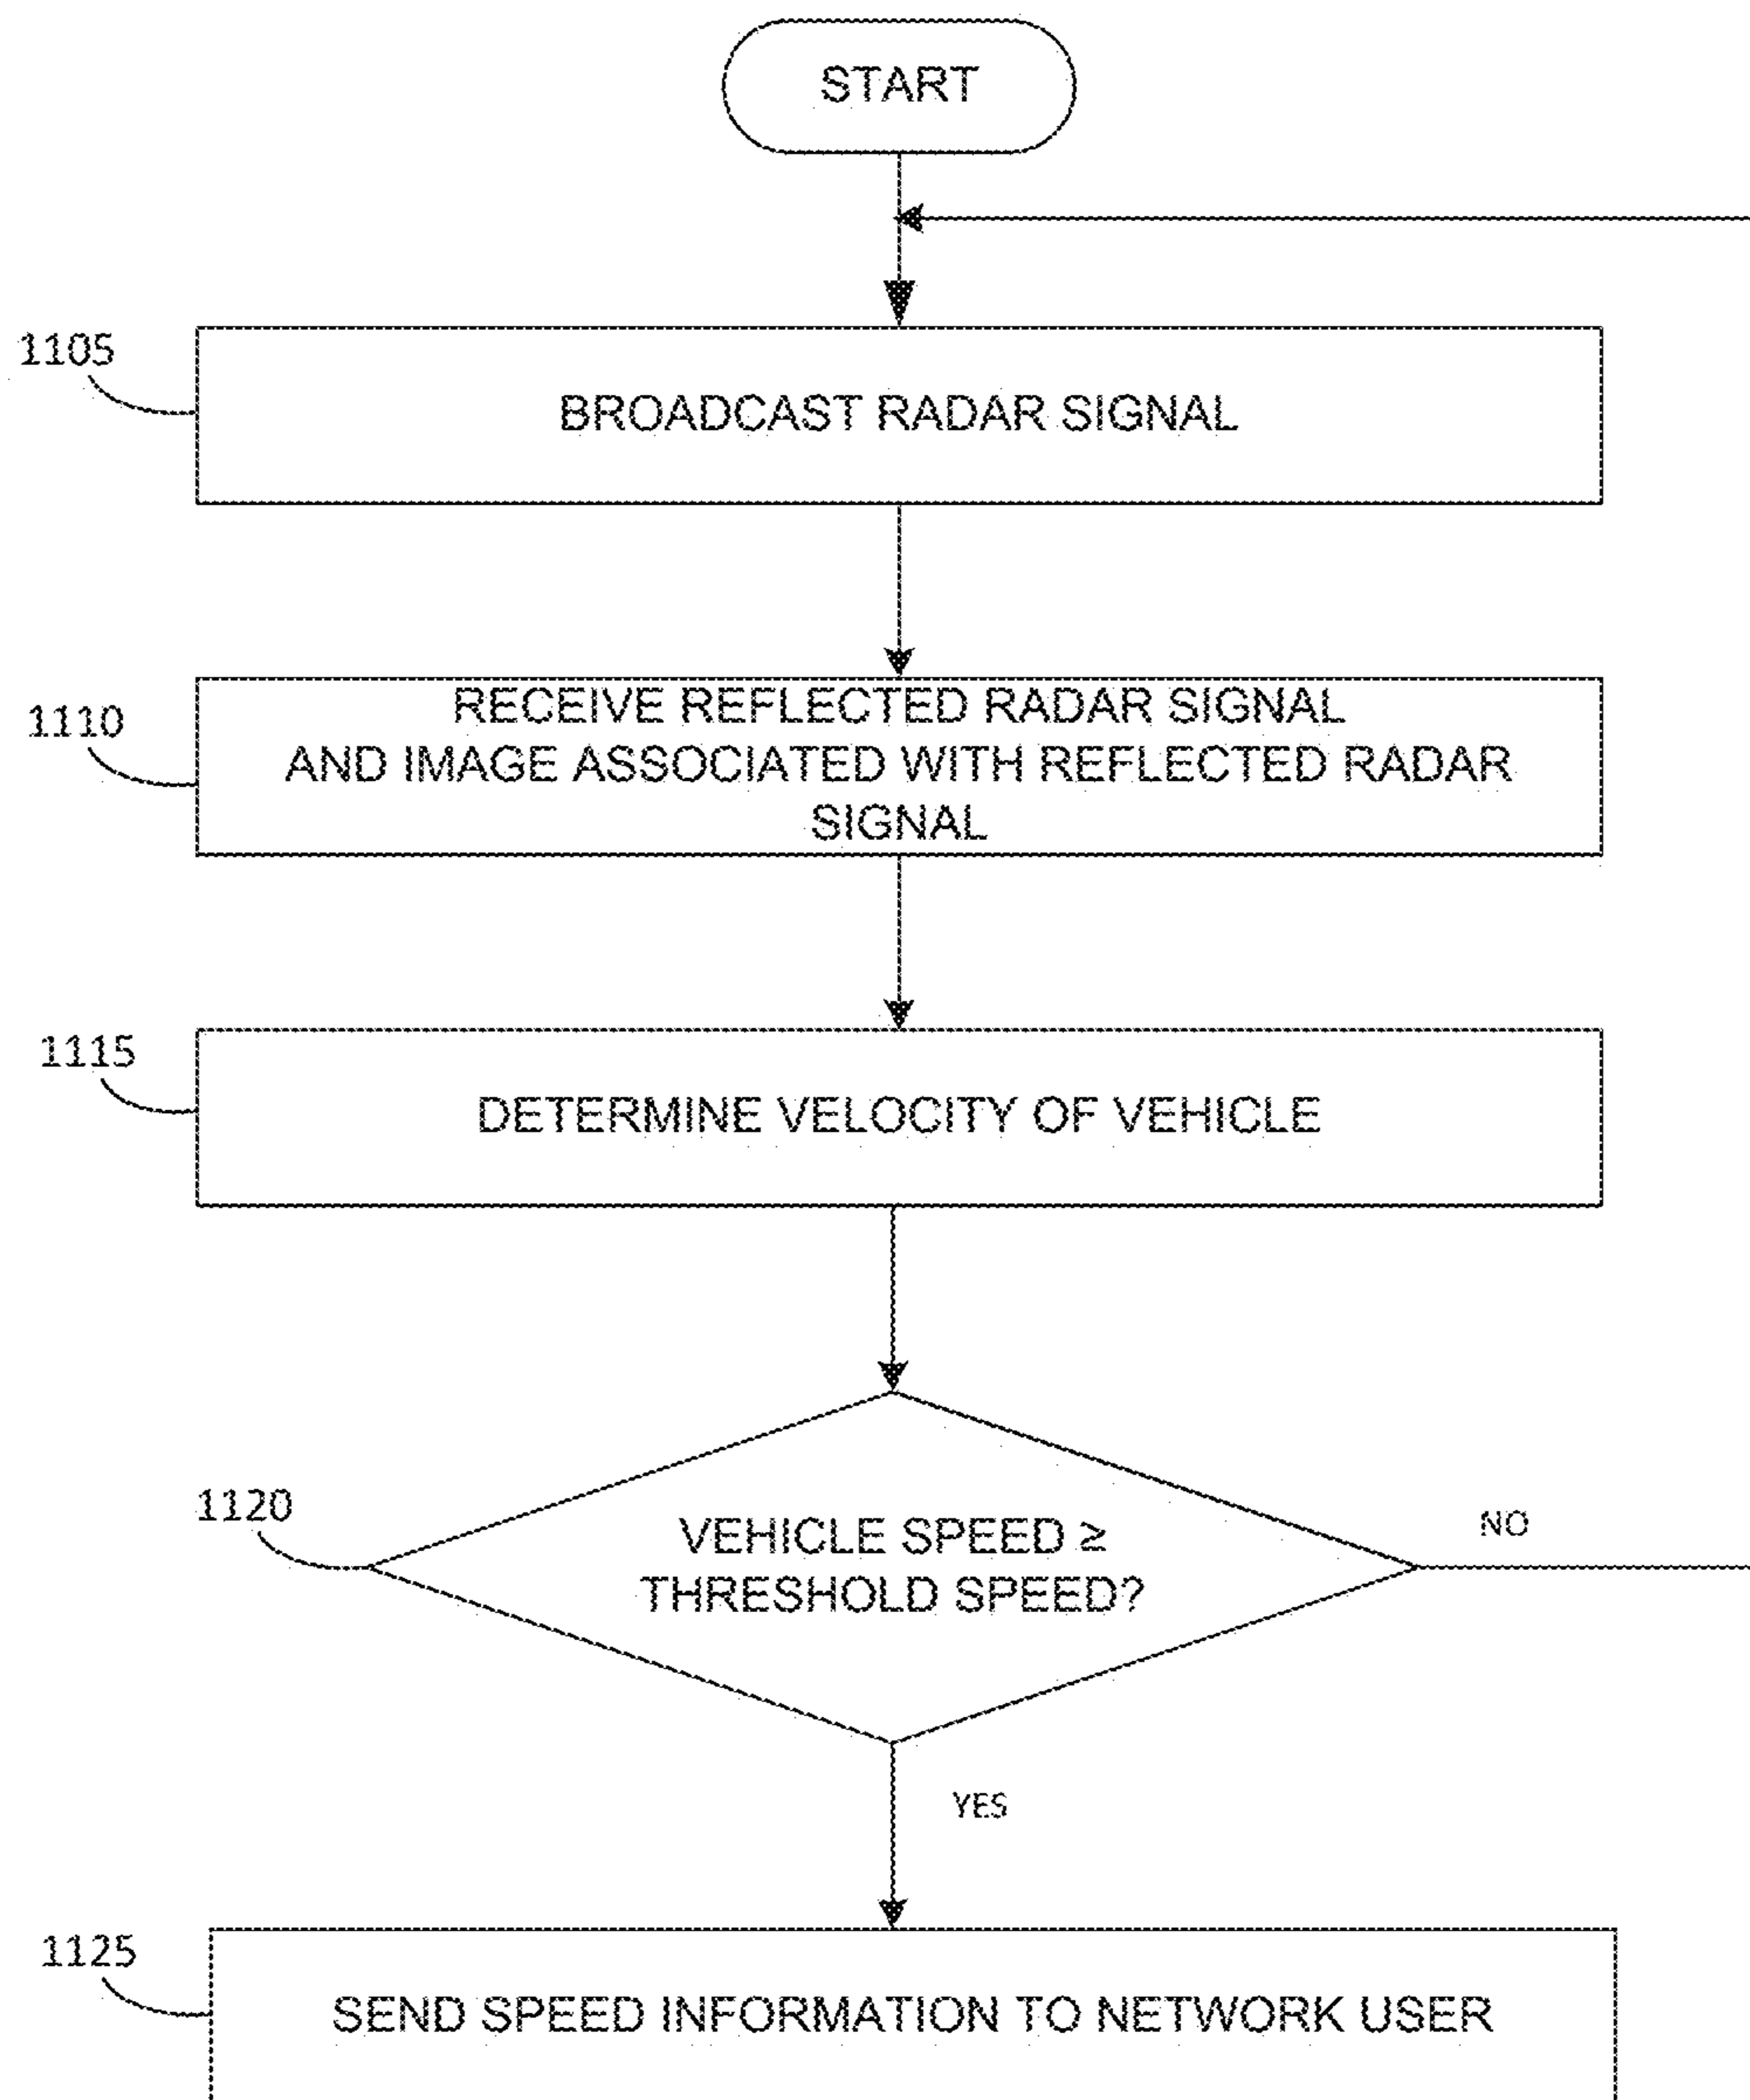 START
1105
BROADCAST RADAR SIGNAL
1110
RECEIVE REFLECTED RADAR SIGNAL
AND IMAGE ASSOCIATED WITH REFLECTED RADAR
SIGNAL
1115
DETERMINE VELOCITY OF VEHICLE
1120
VEHICLE SPEED ≥
THRESHOLD SPEED?
NO
YES
1125
SEND SPEED INFORMATION TO NETWORK USER